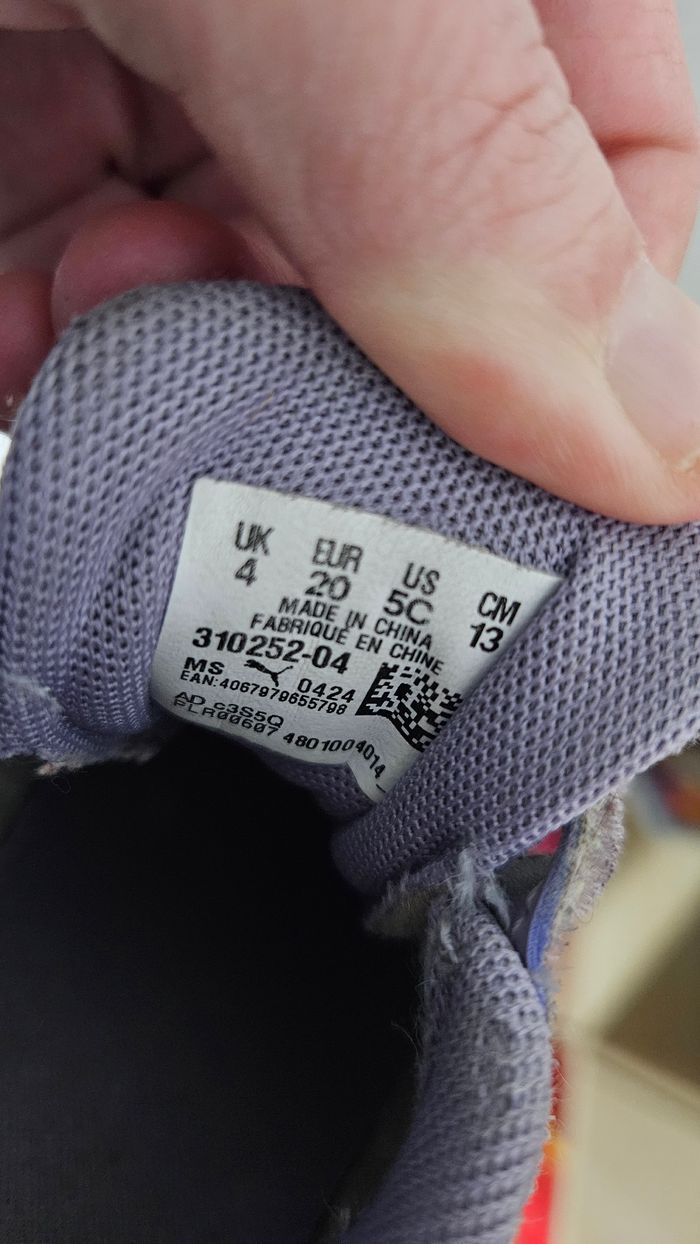 UK EUR US CM
4 20 5C 13
MADE IN CHINA
FABRIQUÉ EN CHINE
310252-04
MS 0424
EAN:4067979655798
AD c3S5Q
PLR00607 4801004014